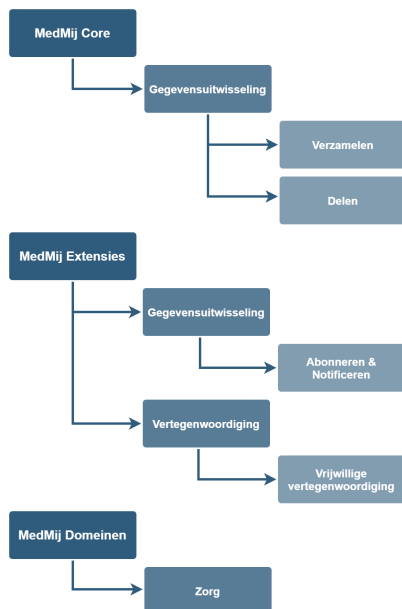 MedMij Core
Gegevensuitwisseling
Verzamelen
Delen
MedMij Extensies
Gegevensuitwisseling
Abonneren &
Notificeren
Vertegenwoordiging
Vrijwillige
vertegenwoordiging
MedMij Domeinen
Zorg